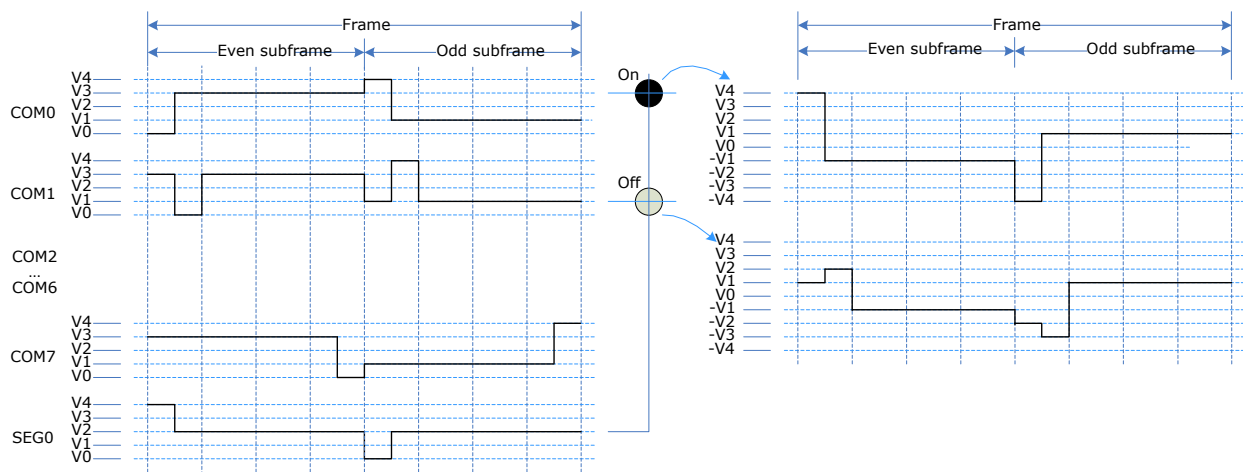 Frame
Even subframe
Odd subframe
COM0
V4
V3
V2
V1
V0
COM1
V4
V3
V2
V1
V0
COM2
...
COM6
COM7
V4
V3
V2
V1
V0
SEG0
V4
V3
V2
V1
V0
On
Off
Frame
Even subframe
Odd subframe
V4
V3
V2
V1
V0
-V1
-V2
-V3
-V4
V4
V3
V2
V1
V0
-V1
-V2
-V3
-V4